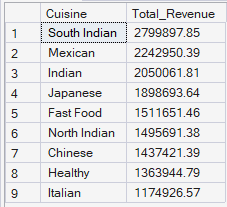 Cuisine Total_Revenue
1 South Indian 2799897.85
2 Mexican 2242950.39
3 Indian 2050061.81
4 Japanese 1898693.64
5 Fast Food 1511651.46
6 North Indian 1495691.38
7 Chinese 1437421.39
8 Healthy 1363944.79
9 Italian 1174926.57